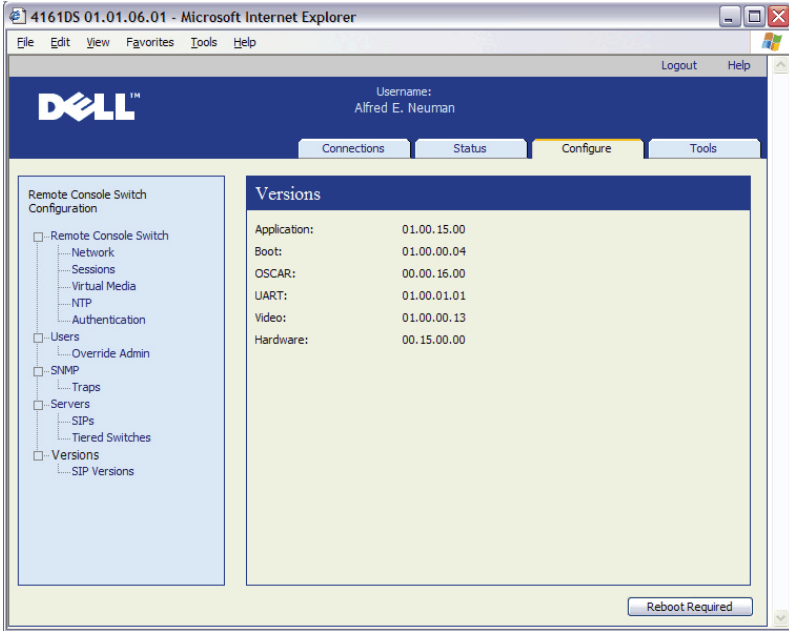 4161DS 01.01.06.01 - Microsoft Internet Explorer
File Edit View Favorites Tools Help
Logout Help
DELL™
Username:
Alfred E. Neuman
Connections Status Configure Tools
Remote Console Switch
Configuration
Remote Console Switch
Network
Sessions
Virtual Media
NTP
Authentication
Users
Override Admin
SNMP
Traps
Servers
SIPs
Tiered Switches
Versions
SIP Versions
Versions
Application: 01.00.15.00
Boot: 01.00.00.04
OSCAR: 00.00.16.00
UART: 01.00.01.01
Video: 01.00.00.13
Hardware: 00.15.00.00
Reboot Required